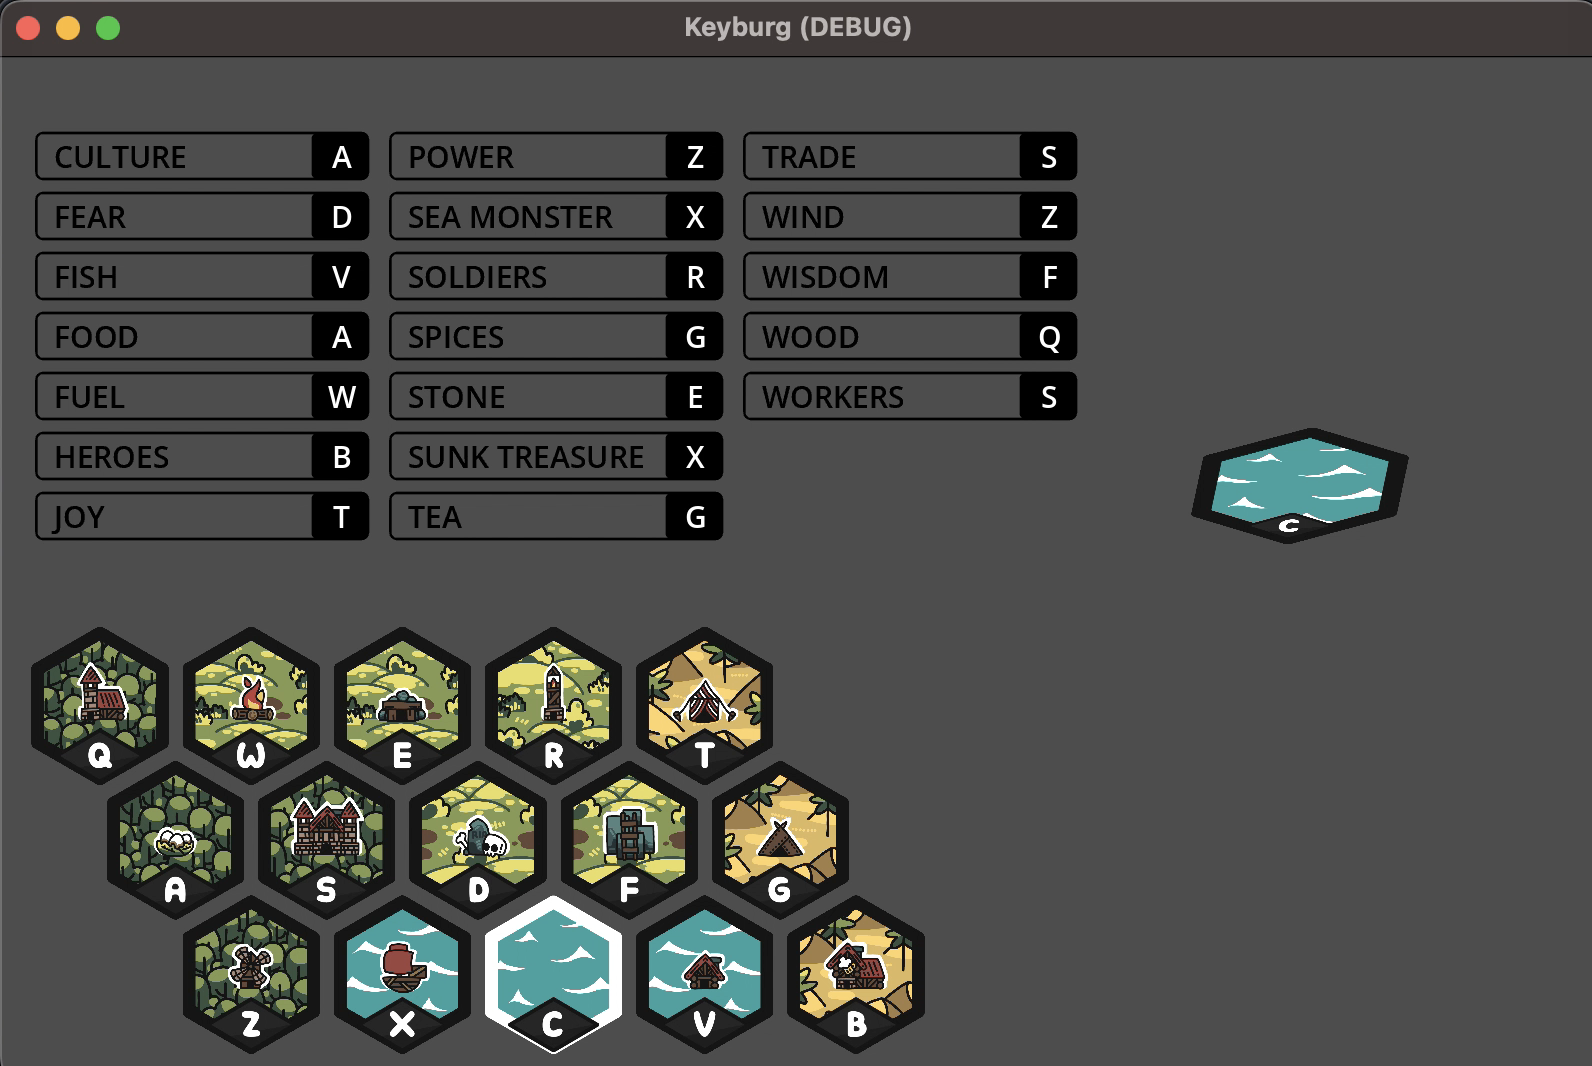 Keyburg (DEBUG)
CULTURE A
FEAR D
FISH V
FOOD A
FUEL W
HEROES B
JOY T
POWER Z
SEA MONSTER X
SOLDIERS R
SPICES G
STONE E
SUNK TREASURE X
TEA G
TRADE S
WIND Z
WISDOM F
WOOD Q
WORKERS S
C
Q W E R T
A S D F G
Z X C V B